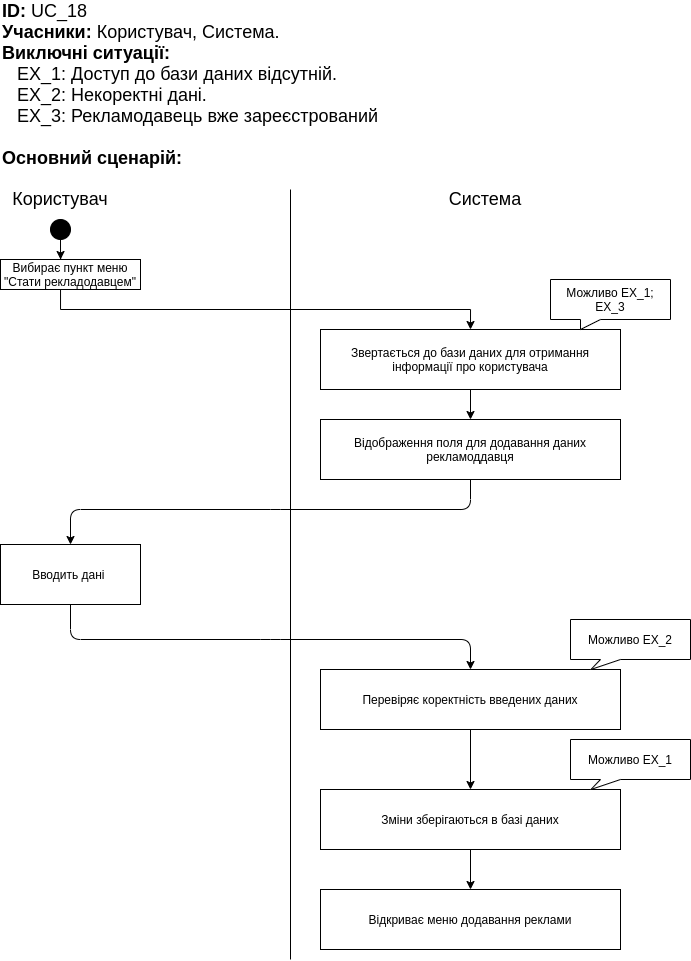 ID: UC_18
Учасники: Користувач, Система.
Виключні ситуації:
EX_1: Доступ до бази даних відсутній.
EX_2: Некоректні дані.
EX_3: Рекламодавець вже зареєстрований
Основний сценарій:
Користувач
Система
Вибирає пункт меню
"Стати рекладодавцем"
Можливо EX_1;
EX_3
Звертається до бази даних для отримання
інформації про користувача
Відображення поля для додавання даних
рекламоддавця
Вводить дані
Можливо EX_2
Перевіряє коректність введених даних
Можливо EX_1
Зміни зберігаються в базі даних
Відкриває меню додавання реклами